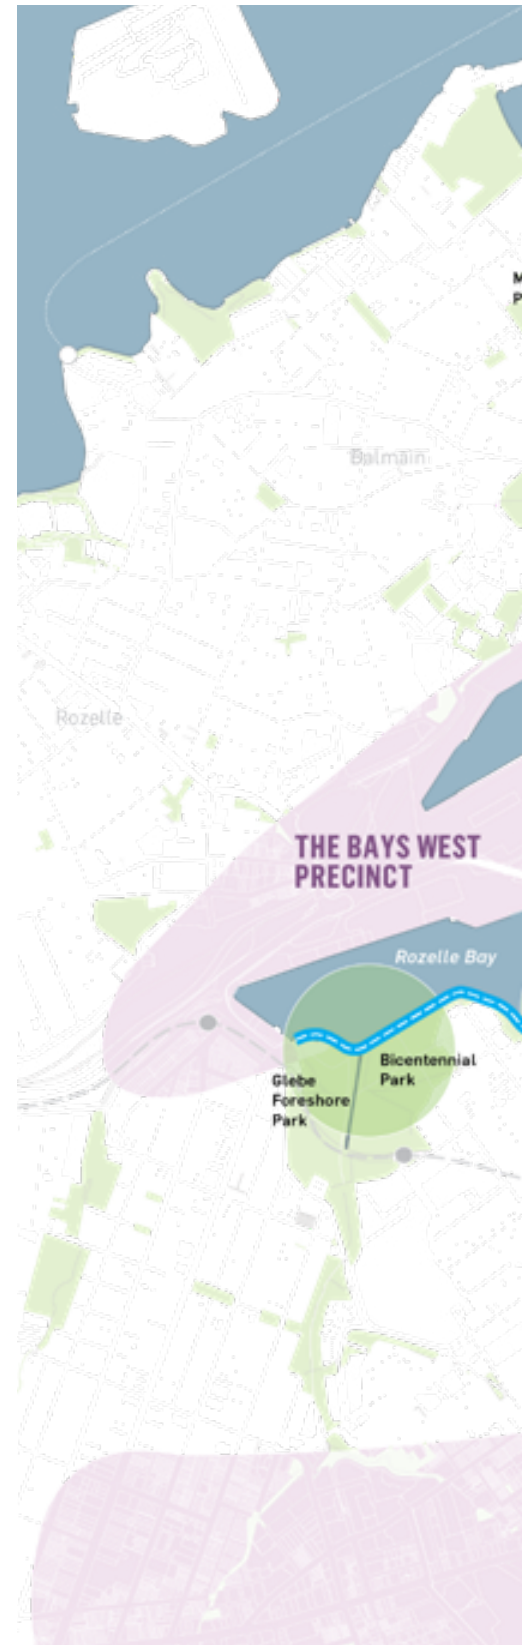 M
P
Balmain
Rozelle
THE BAYS WEST
PRECINCT
Rozelle Bay
Bicentennial
Park
Glebe
Foreshore
Park